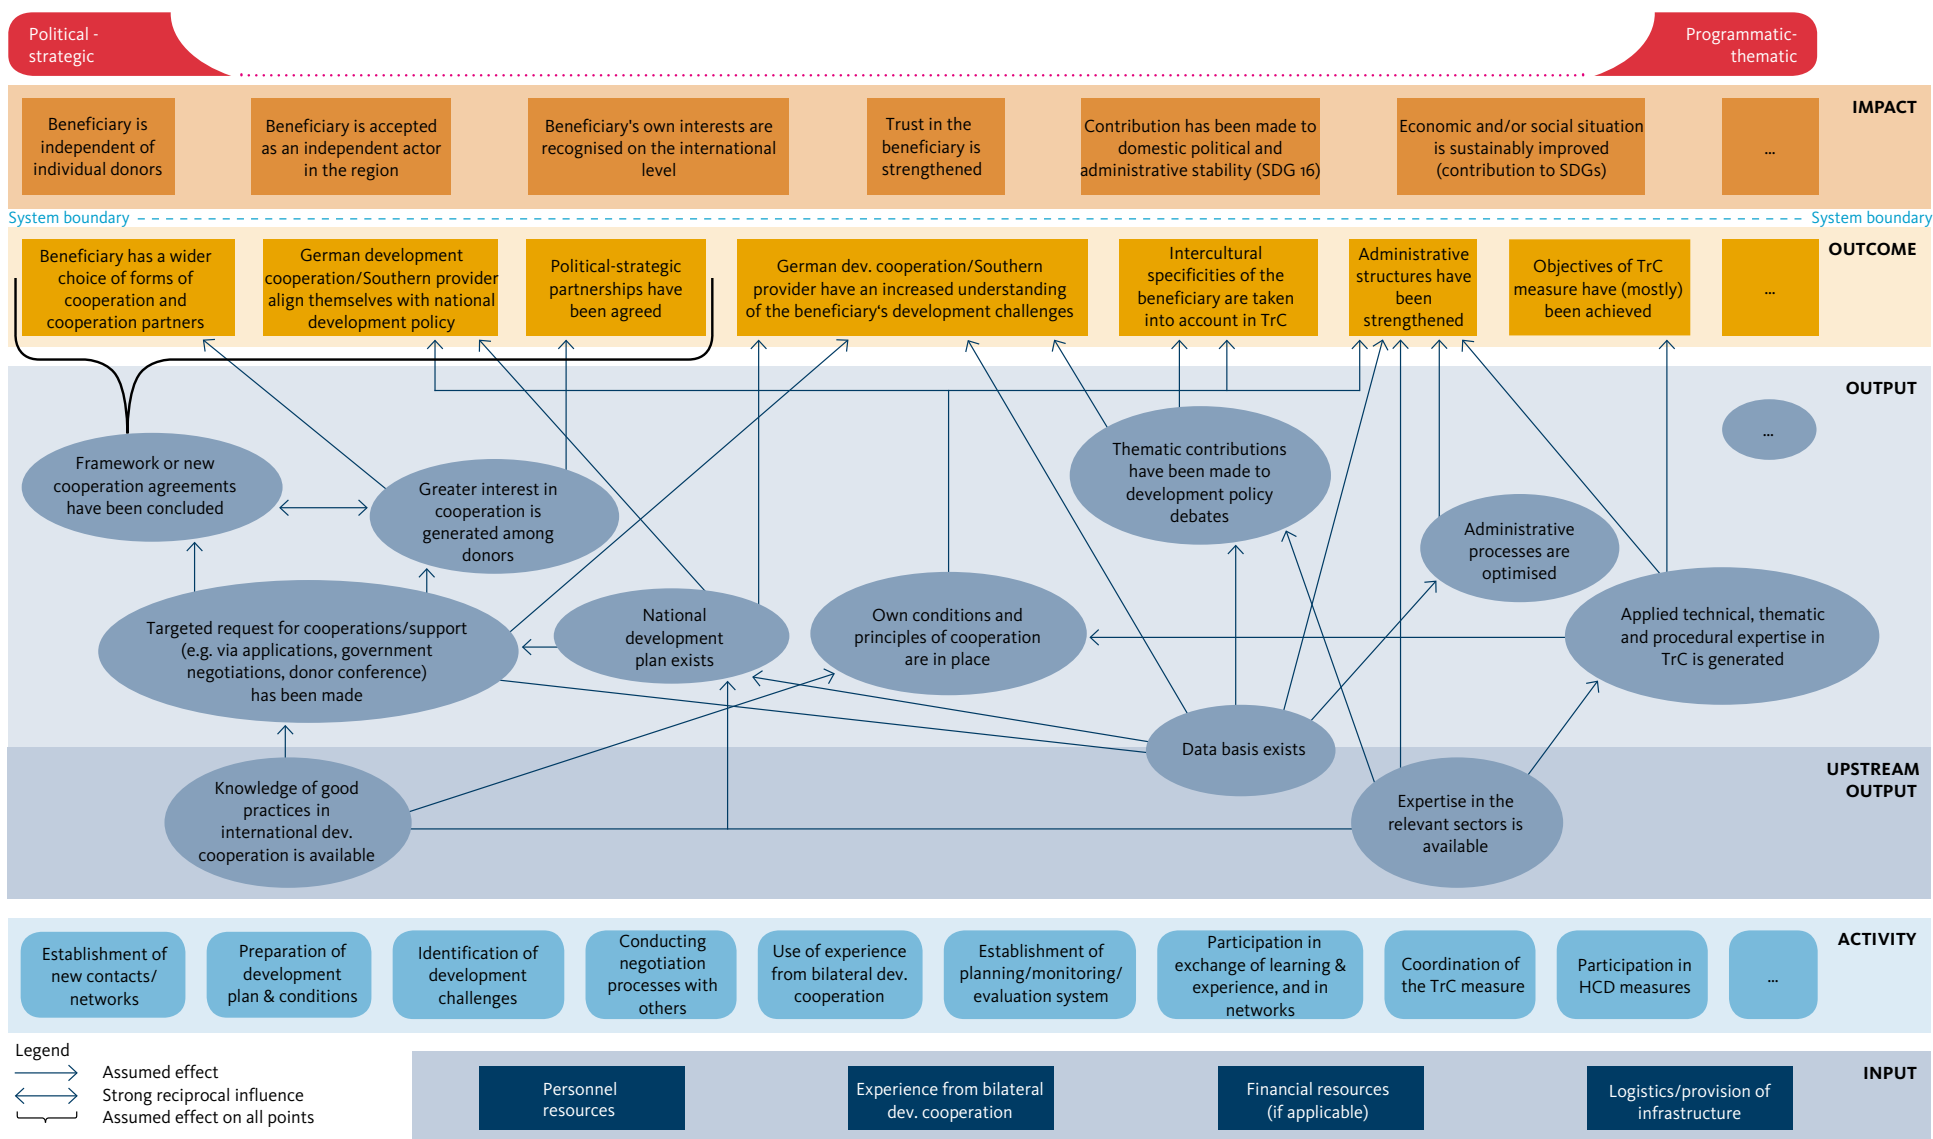 Political -
strategic
Programmatic-
thematic
IMPACT
Beneficiary is
independent of
individual donors
Beneficiary is accepted
as an independent actor
in the region
Beneficiary's own interests are
recognised on the international
level
Trust in the
beneficiary is
strengthened
Contribution has been made to
domestic political and
administrative stability (SDG 16)
Economic and/or social situation
is sustainably improved
(contribution to SDGs)
...
System boundary
System boundary
OUTCOME
Beneficiary has a wider
choice of forms of
cooperation and
cooperation partners
German development
cooperation/Southern provider
align themselves with national
development policy
Political-strategic
partnerships have
been agreed
German dev. cooperation/Southern
provider have an increased understanding
of the beneficiary‘s development challenges
Intercultural
specificities of the
beneficiary are taken
into account in TrC
Administrative
structures have
been
strengthened
Objectives of TrC
measure have (mostly)
been achieved
...
OUTPUT
...
Framework or new
cooperation agreements
have been concluded
Greater interest in
cooperation is
generated among
donors
Thematic contributions
have been made to
development policy
debates
Administrative
processes are
optimised
Targeted request for cooperations/support
(e.g. via applications, government
negotiations, donor conference)
has been made
National
development
plan exists
Own conditions and
principles of cooperation
are in place
Applied technical, thematic
and procedural expertise in
TrC is generated
Data basis exists
UPSTREAM
OUTPUT
Knowledge of good
practices in
international dev.
cooperation is available
Expertise in the
relevant sectors is
available
ACTIVITY
Establishment of
new contacts/
networks
Preparation of
development
plan & conditions
Identification of
development
challenges
Conducting
negotiation
processes with
others
Use of experience
from bilateral dev.
cooperation
Establishment of
planning/monitoring/
evaluation system
Participation in
exchange of learning &
experience, and in
networks
Coordination of
the TrC measure
Participation in
HCD measures
...
Legend
Assumed effect
Strong reciprocal influence
Assumed effect on all points
INPUT
Personnel
resources
Experience from bilateral
dev. cooperation
Financial resources
(if applicable)
Logistics/provision of
infrastructure